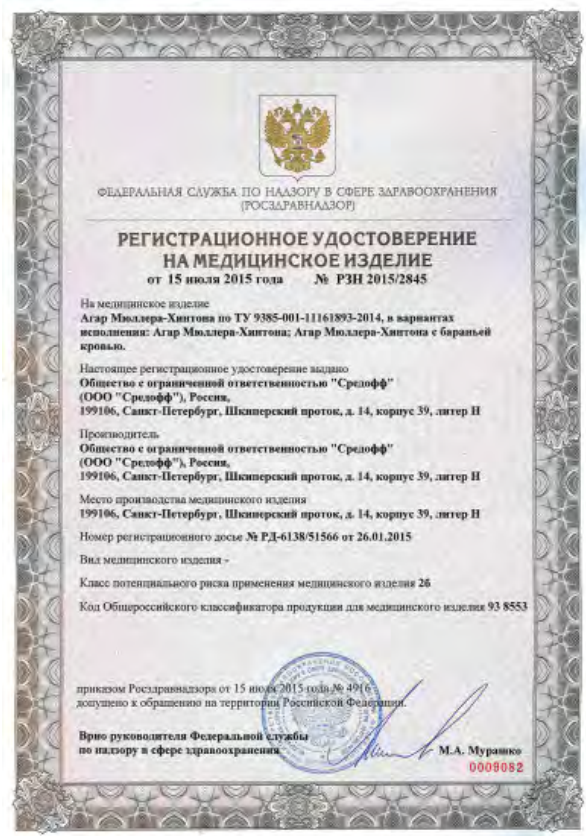 ФЕДЕРАЛЬНАЯ СЛУЖБА ПО НАДЗОРУ В СФЕРЕ ЗДРАВООХРАНЕНИЯ
(РОСЗДРАВНАДЗОР)
РЕГИСТРАЦИОННОЕ УДОСТОВЕРЕНИЕ
НА МЕДИЦИНСКОЕ ИЗДЕЛИЕ
от 15 июля 2015 года № РЗН 2015/2845
На медицинское изделие
Агар Мюллера-Хинтона по ТУ 9385-001-11161893-2014, в вариантах
исполнения: Агар Мюллера-Хинтона; Агар Мюллера-Хинтона с бараньей
кровью.
Настоящее регистрационное удостоверение выдано
Общество с ограниченной ответственностью "Средофф"
(ООО "Средофф"), Россия,
199106, Санкт-Петербург, Шкиперский проток, д. 14, корпус 39, литер Н
Производитель
Общество с ограниченной ответственностью "Средофф"
(ООО "Средофф"), Россия,
199106, Санкт-Петербург, Шкиперский проток, д. 14, корпус 39, литер Н
Место производства медицинского изделия
199106, Санкт-Петербург, Шкиперский проток, д. 14, корпус 39, литер Н
Номер регистрационного досье № РД-6138/51566 от 26.01.2015
Вид медицинского изделия -
Класс потенциального риска применения медицинского изделия 2б
Код Общероссийского классификатора продукции для медицинского изделия 93 8553
приказом Росздравнадзора от 15 июля 2015 года № 4916
допущено к обращению на территории Российской Федерации.
Врио руководителя Федеральной службы
по надзору в сфере здравоохранения
М.А. Мурашко
0009082